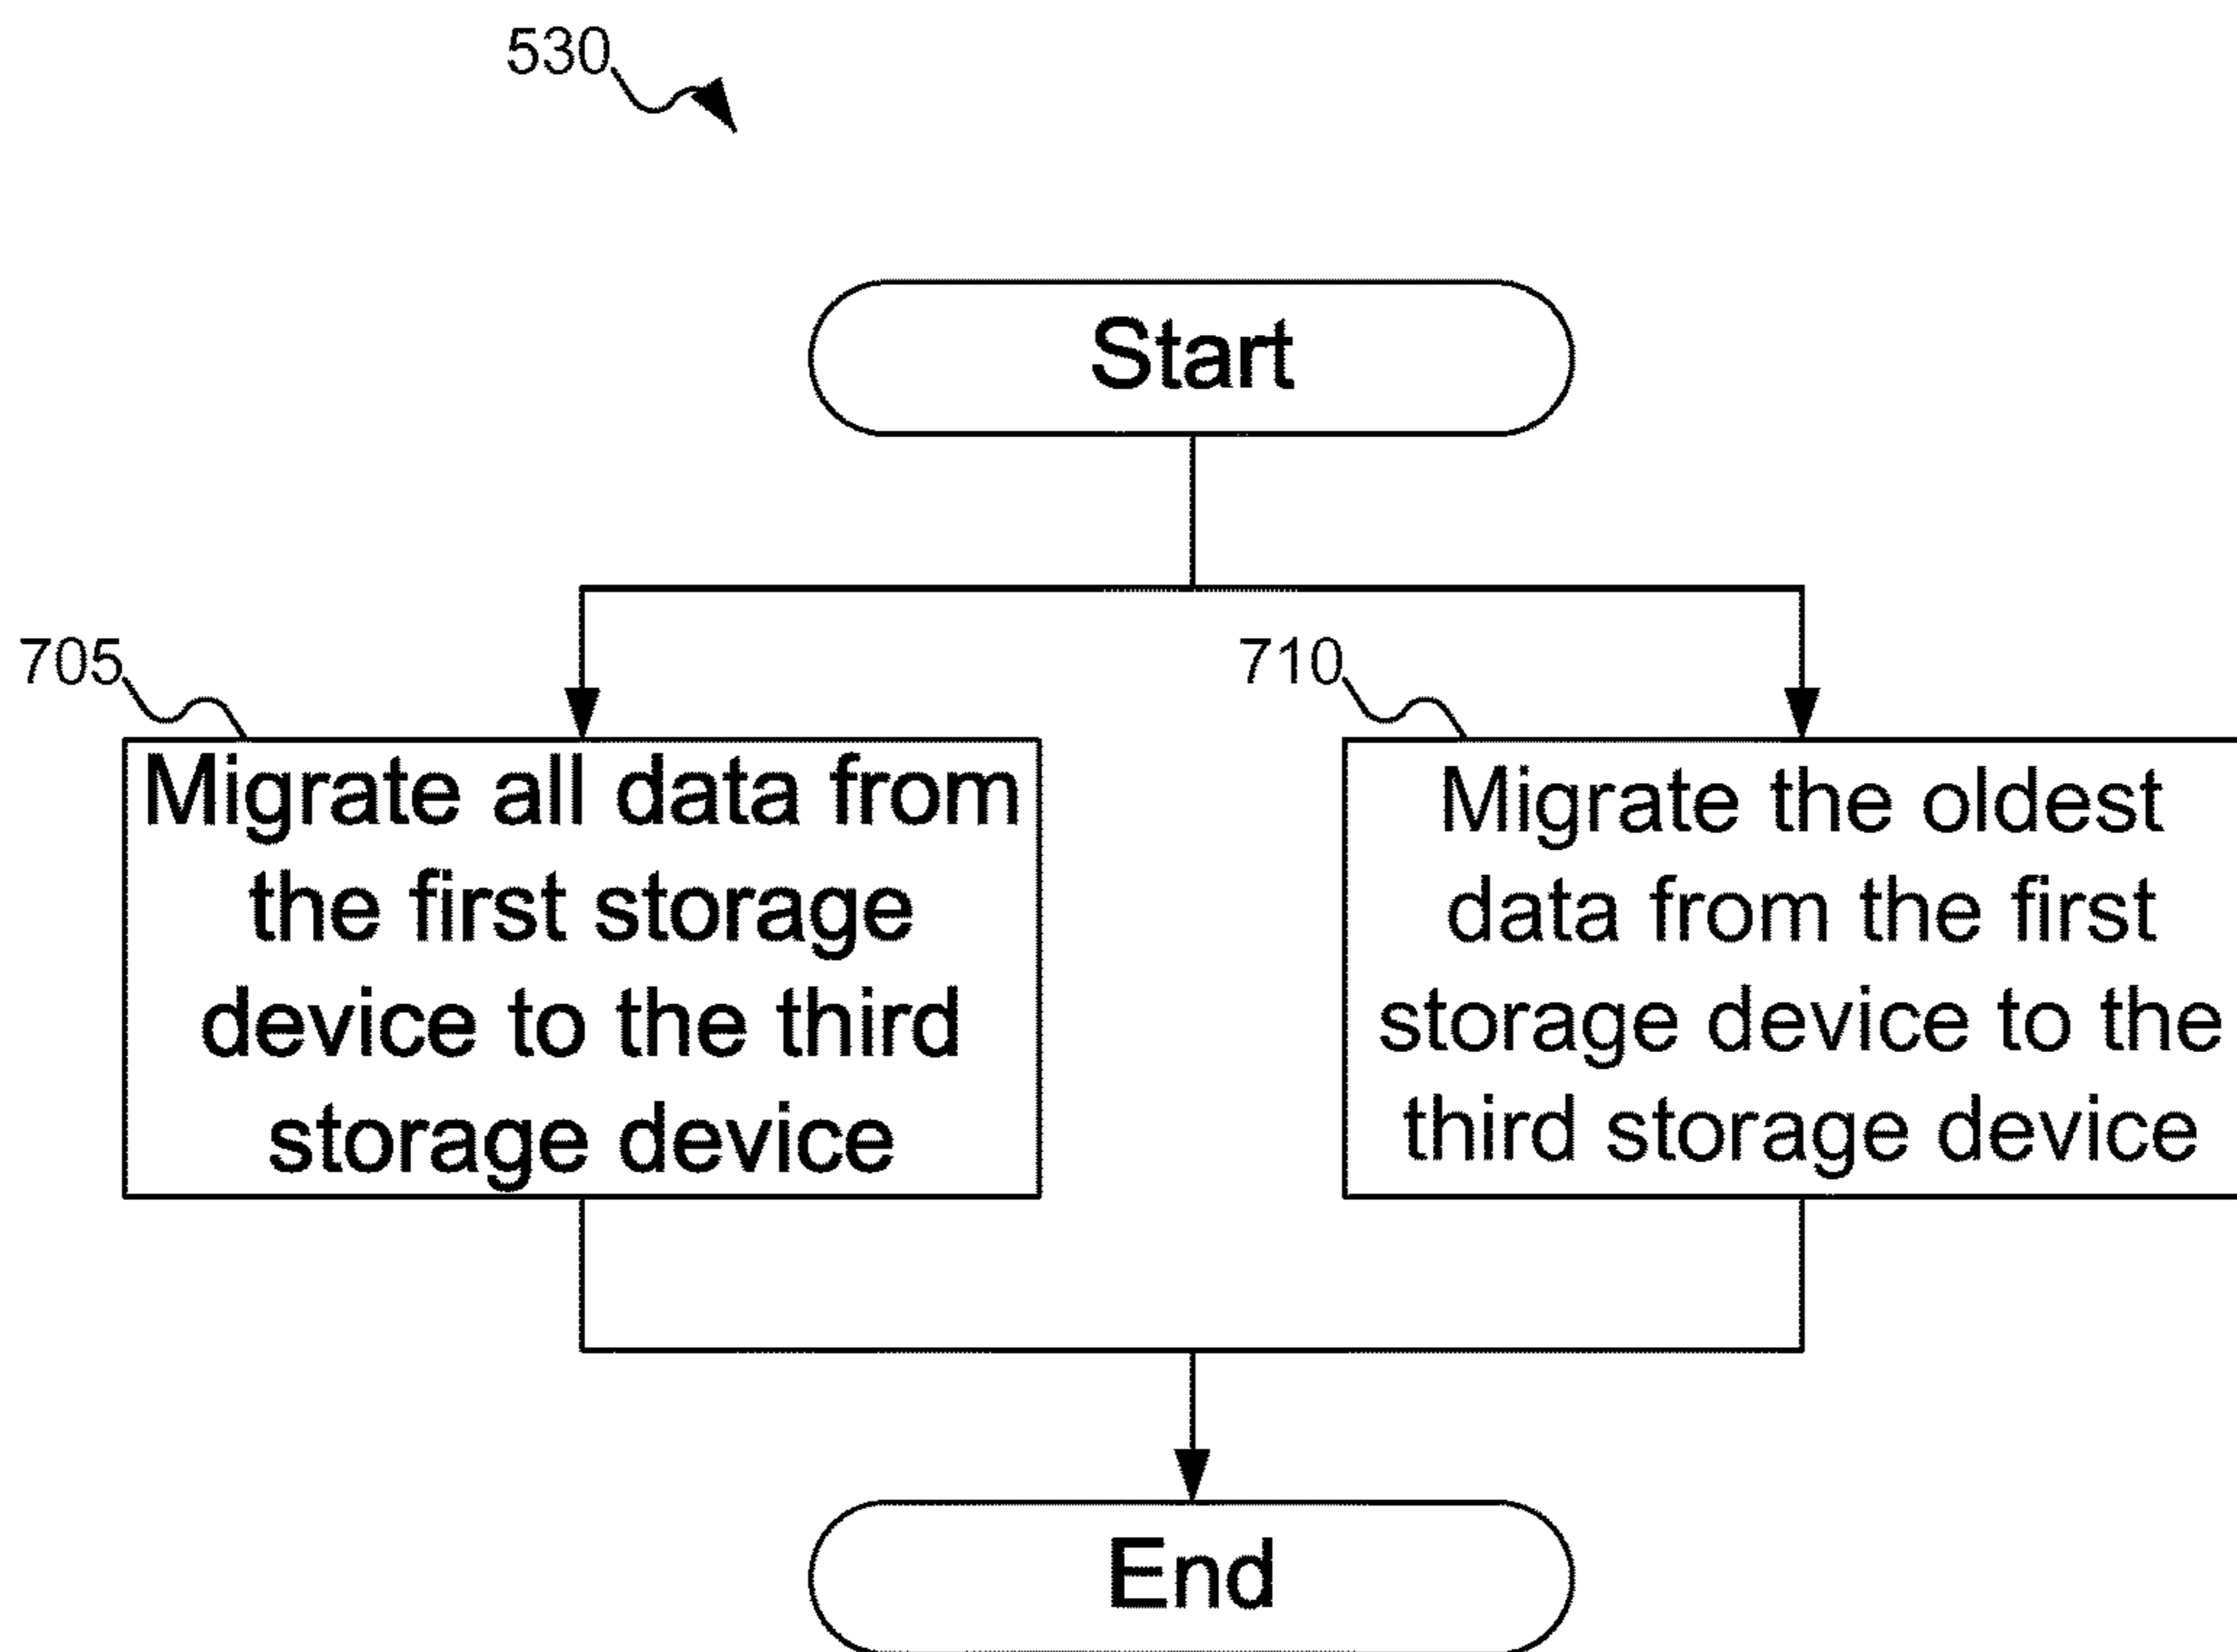 530
Start
705
710
Migrate all data from
the first storage
device to the third
storage device
Migrate the oldest
data from the first
storage device to the
third storage device
End